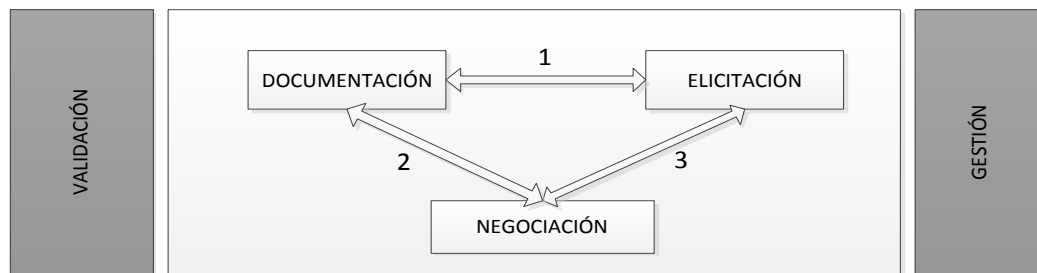 VALIDACIÓN
DOCUMENTACIÓN
1
ELICITACIÓN
2
3
NEGOCIACIÓN
GESTIÓN